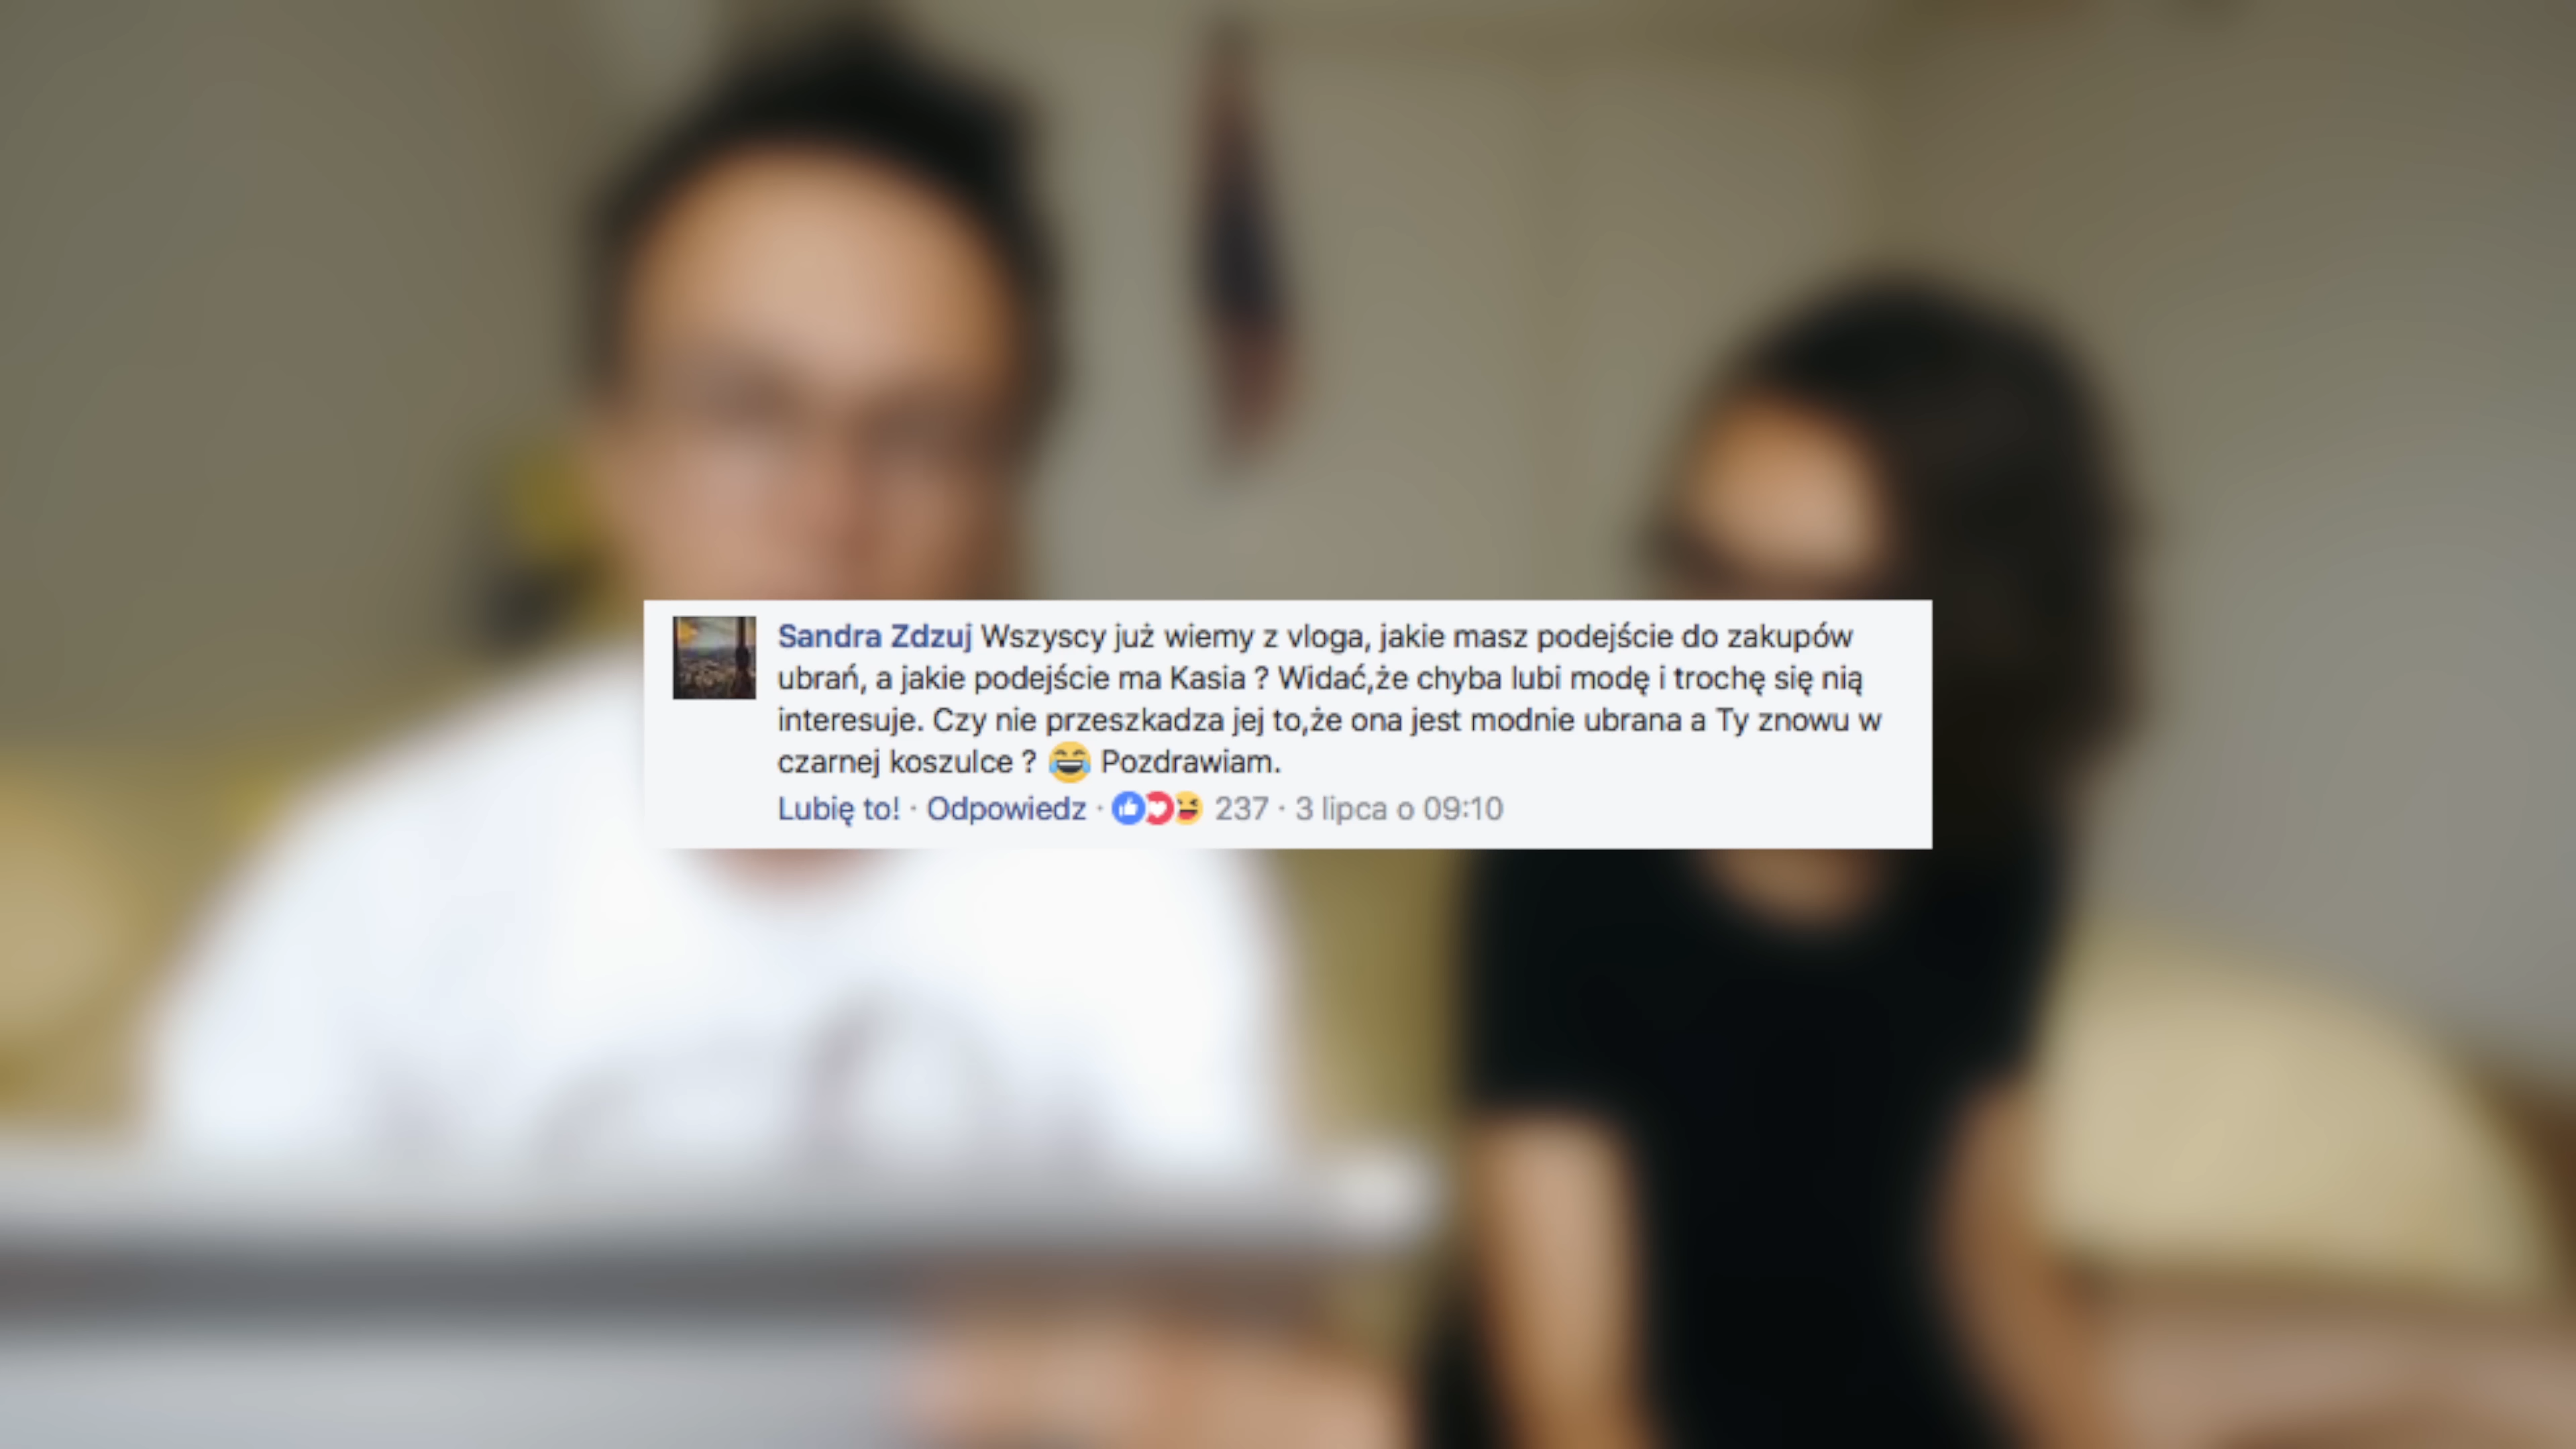 Sandra Zdzuj Wszyscy już wiemy z vloga, jakie masz podejście do zakupów
ubrań, a jakie podejście ma Kasia ? Widać,że chyba lubi modę i trochę się nią
interesuje. Czy nie przeszkadza jej to,że ona jest modnie ubrana a Ty znowu w
czarnej koszulce ? 😂 Pozdrawiam.
Lubię to! · Odpowiedz · 237 · 3 lipca o 09:10